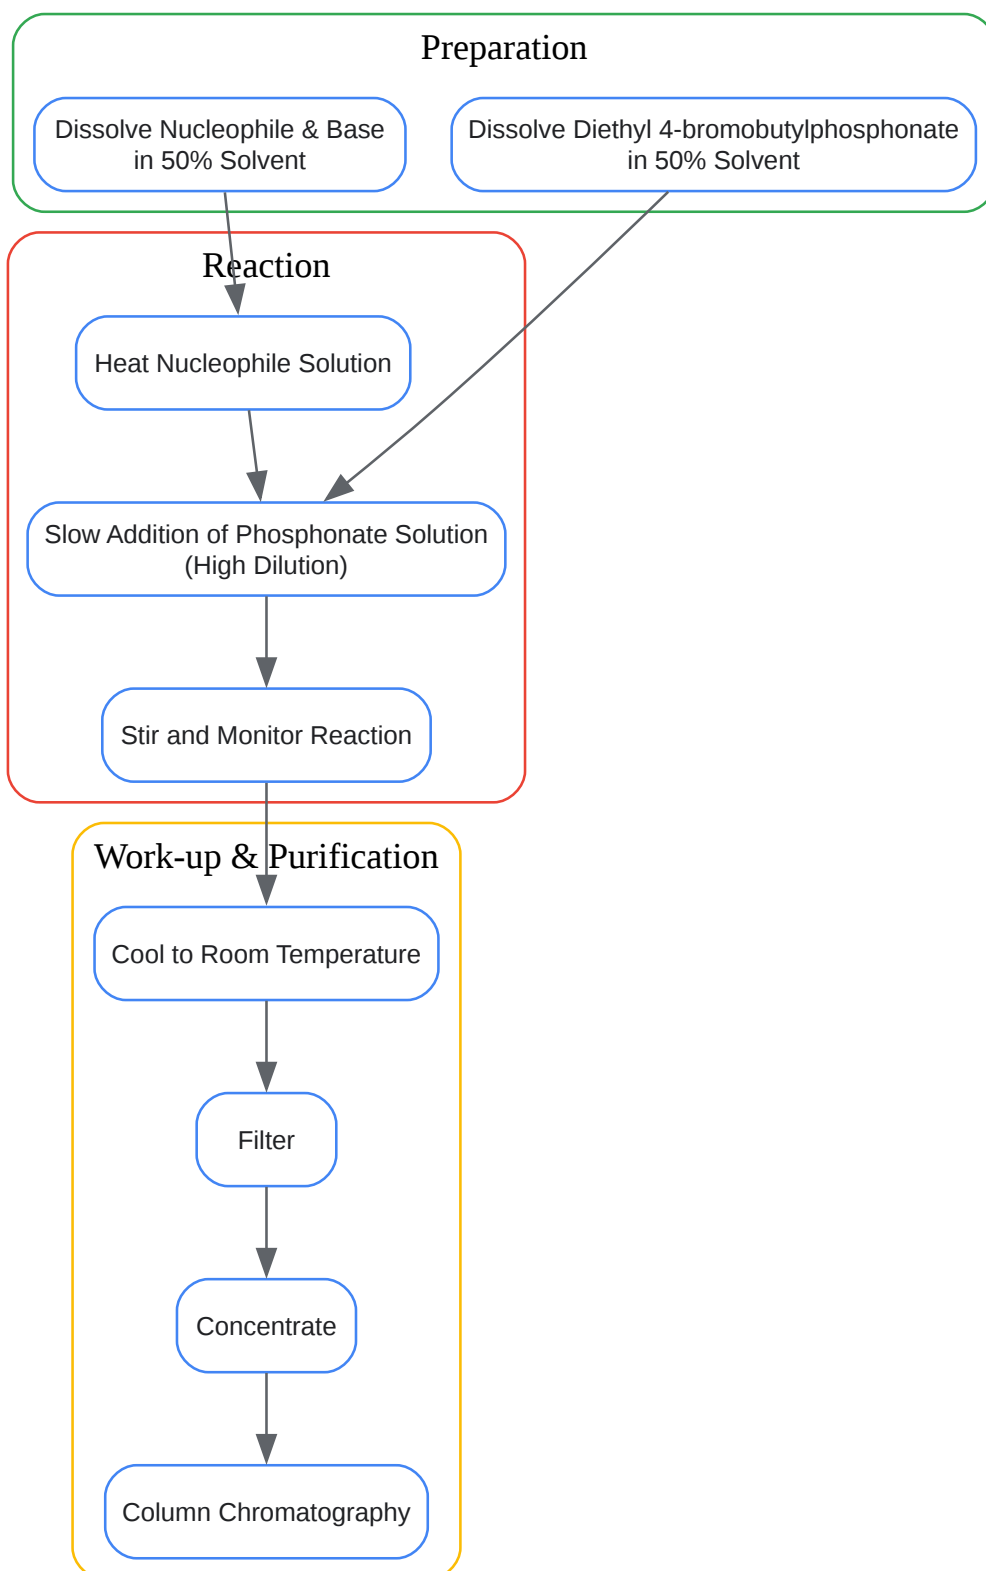 Preparation
Dissolve Nucleophile & Base
in 50% Solvent
Dissolve Diethyl 4-bromobutylphosphonate
in 50% Solvent
Reaction
Heat Nucleophile Solution
Slow Addition of Phosphonate Solution
(High Dilution)
Stir and Monitor Reaction
Work-up & Purification
Cool to Room Temperature
Filter
Concentrate
Column Chromatography